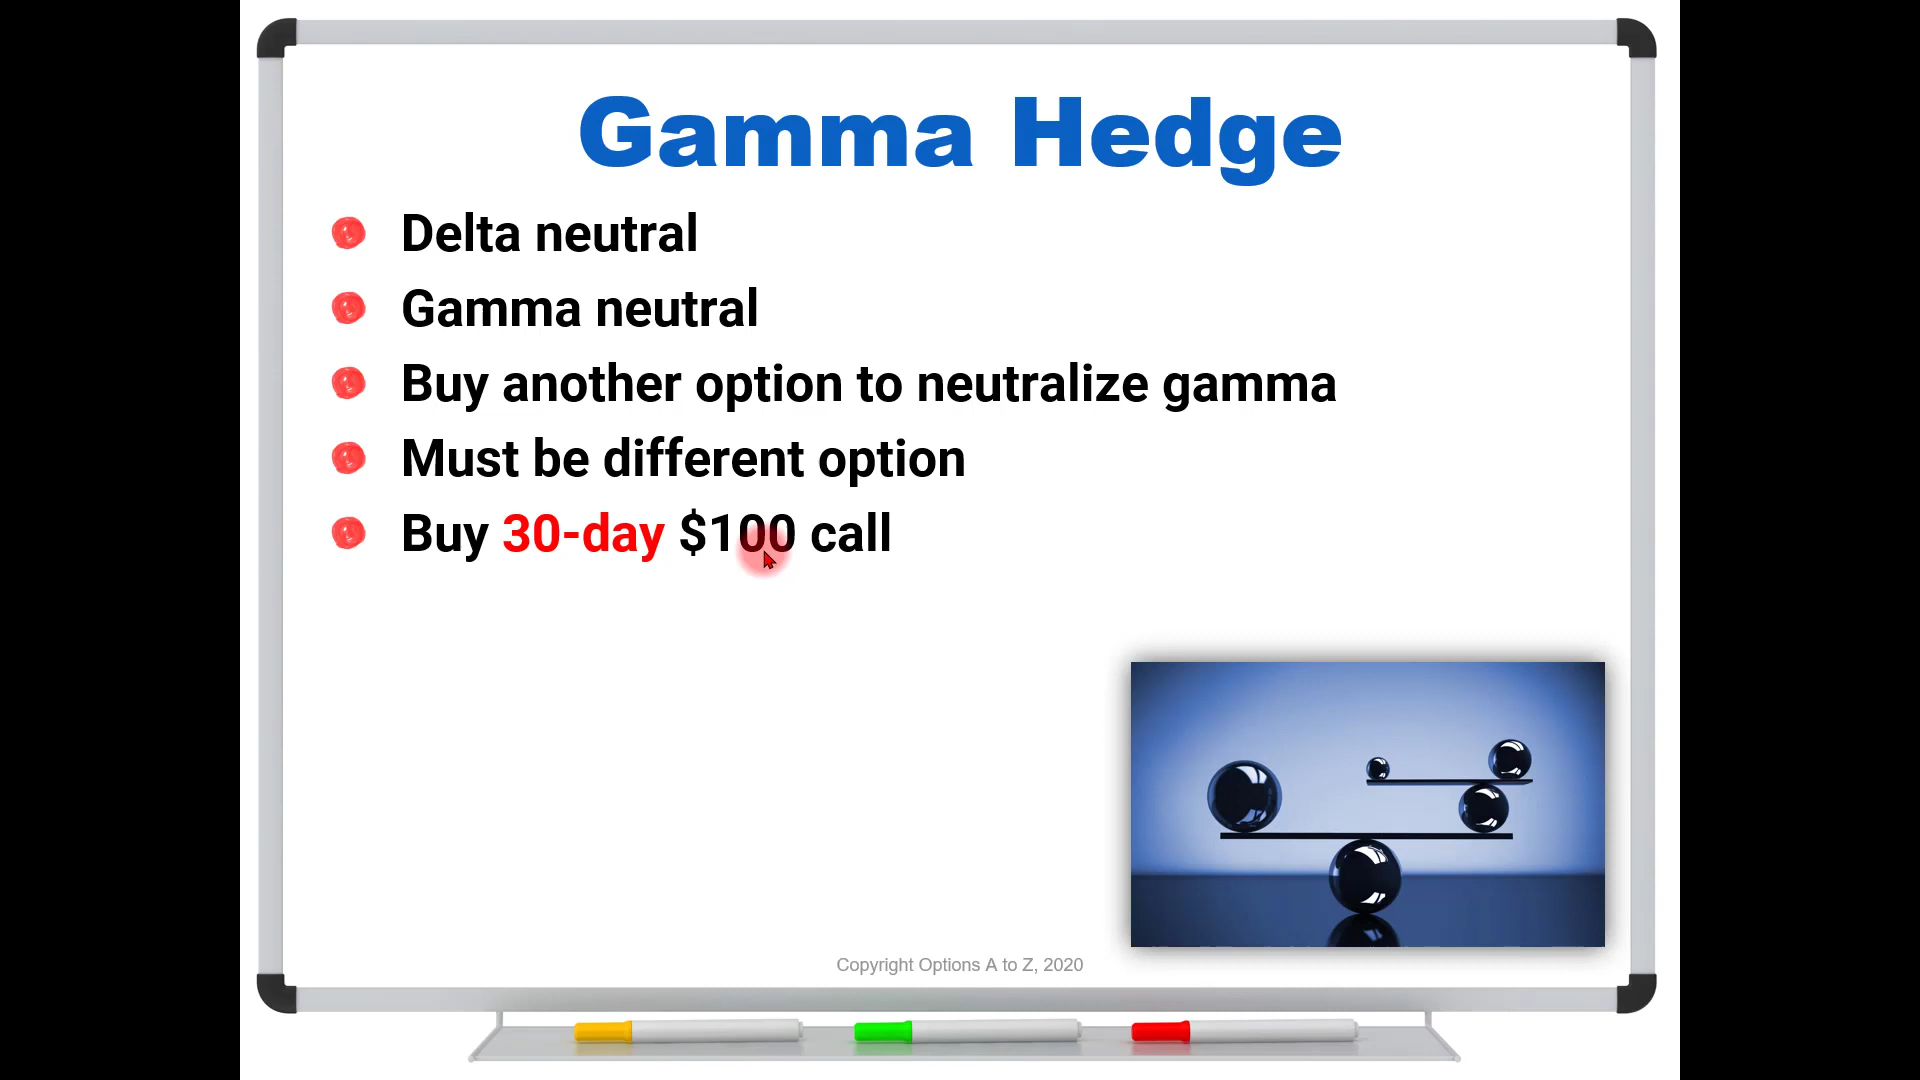 Gamma Hedge
Delta neutral
Gamma neutral
Buy another option to neutralize gamma
Must be different option
Buy 30-day $100 call
Copyright Options A to Z, 2020